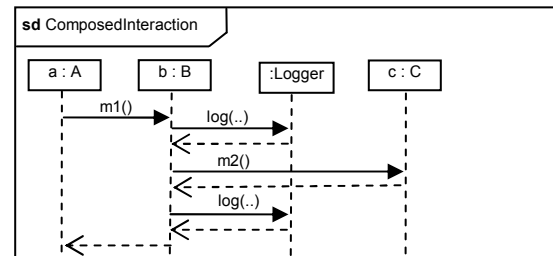 sd ComposedInteraction
a : A
b : B
:Logger
c : C
m1()
log(..)
m2()
log(..)